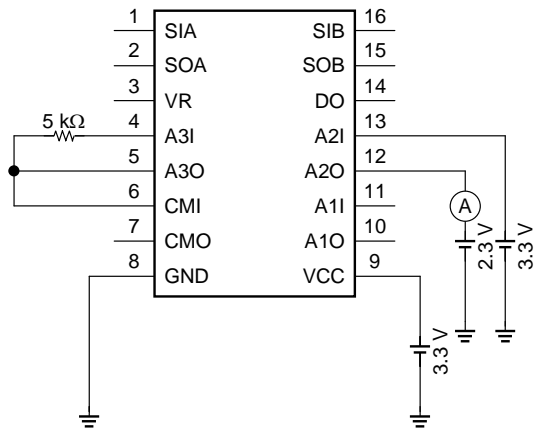 1 SIA SIB 16
2 SOA SOB 15
3 VR DO 14
5 kΩ 4 A3I A2I 13
5 A3O A2O 12
6 CMI A1I 11
A
7 CMO A1O 10
2.3 V 3.3 V
8 GND VCC 9
3.3 V